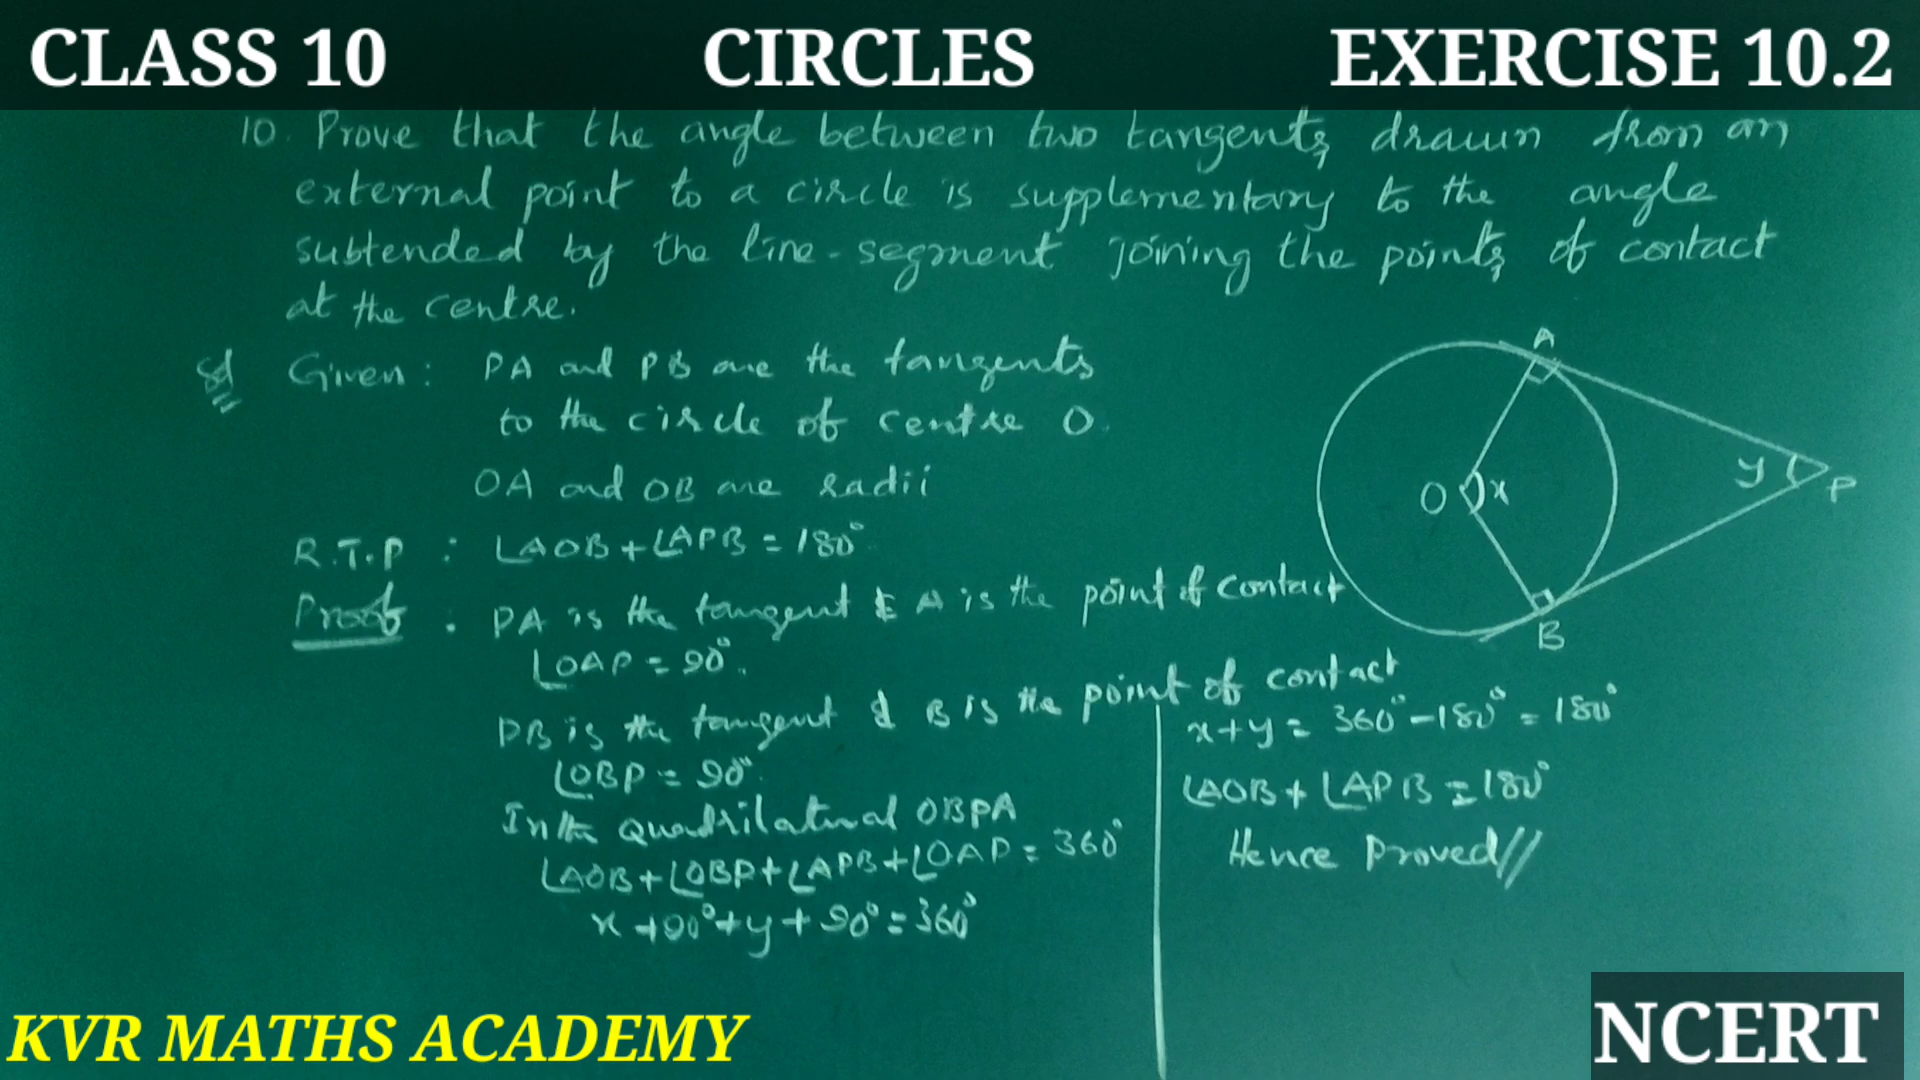 CLASS 10 CIRCLES EXERCISE 10.2
10. Prove that the angle between two tangents drawn from an
external point to a circle is supplementary to the angle
subtended by the line-segment joining the points of contact
at the centre.
Sol Given: PA and PB are the tangents
to the circle of centre O.
OA and OB are radii
R.T.P : ∠AOB+∠APB = 180°
Proof : PA is the tangent & A is the point of contact
∠OAP = 90°.
PB is the tangent & B is the point of contact
∠OBP = 90°.
In the Quadrilateral OBPA
∠AOB+∠OBP+∠APB+∠OAP = 360°
x+90°+y+90° = 360°
x+y = 360°-180° = 180°
∠AOB+∠APB = 180°
Hence Proved//
A
O x
y
P
B
KVR MATHS ACADEMY
NCERT